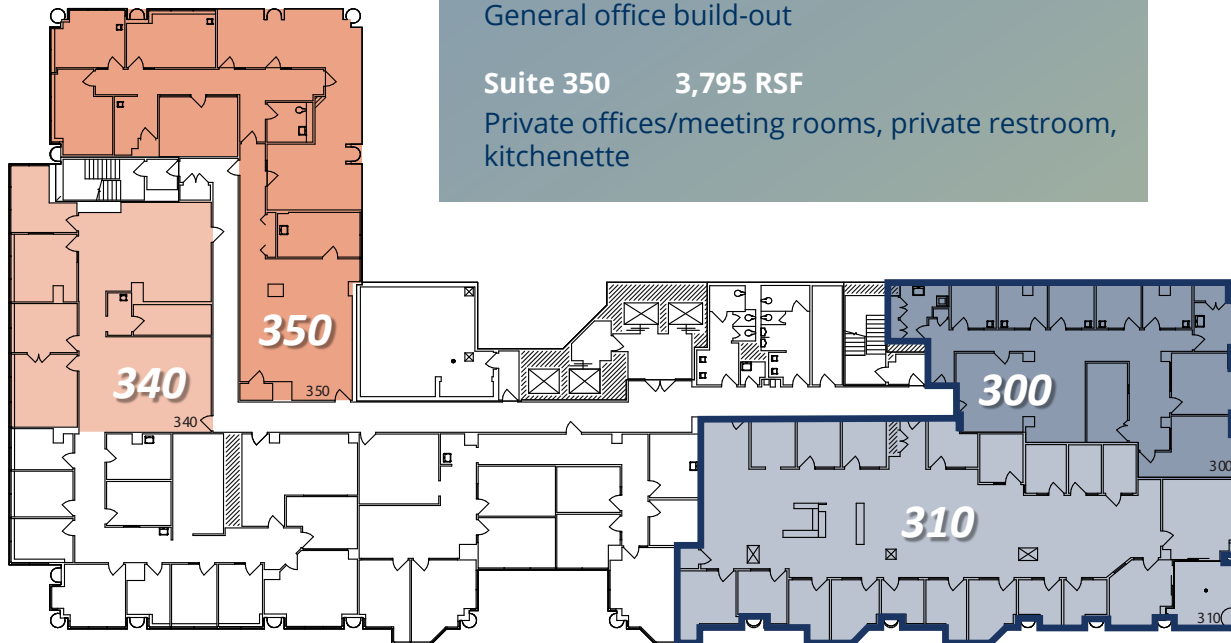 General office build-out
Suite 350 3,795 RSF
Private offices/meeting rooms, private restroom,
kitchenette
350
350
340
340
300
300
310
310